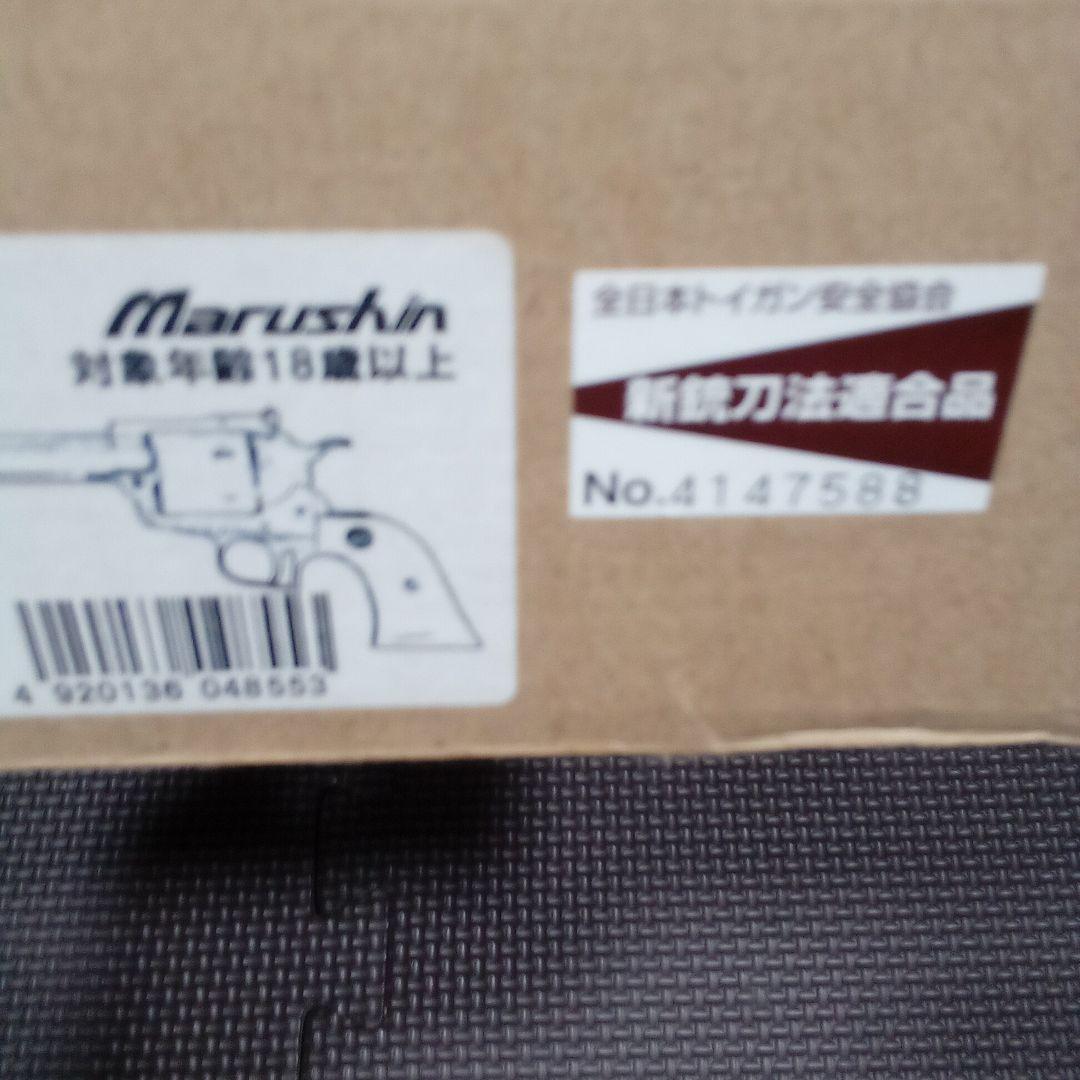 Marushin
対象年齢18歳以上
4 920136 048553
全日本トイガン安全協会
新銃刀法適合品
No.4147588